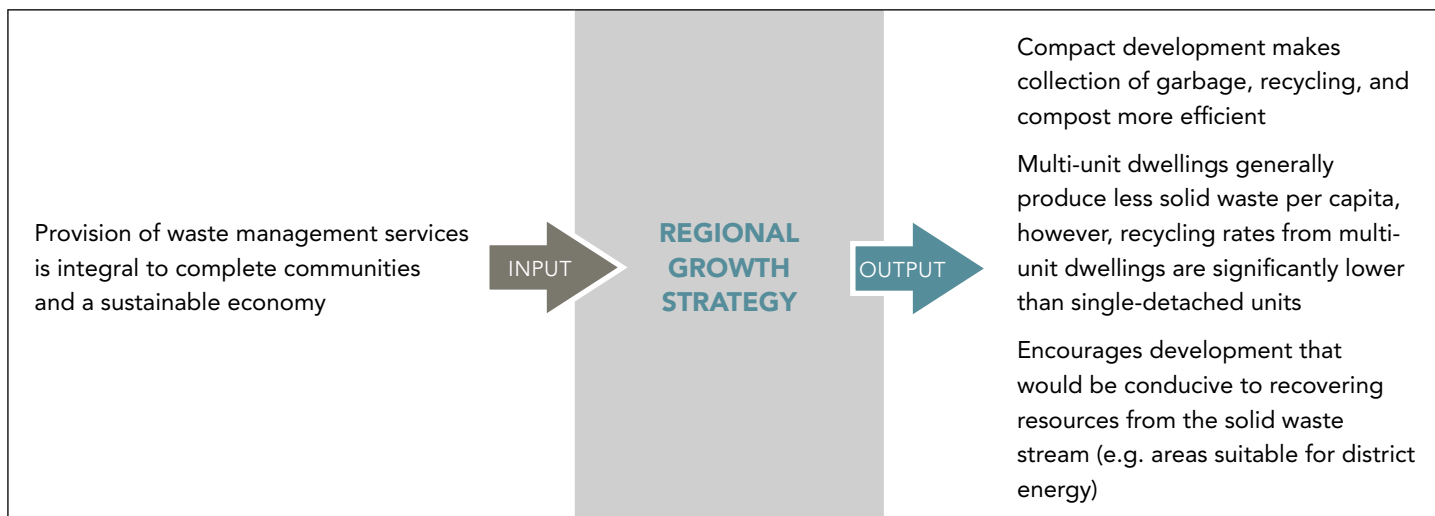 Provision of waste management services
is integral to complete communities
and a sustainable economy
INPUT
REGIONAL
GROWTH
STRATEGY
OUTPUT
Compact development makes
collection of garbage, recycling, and
compost more efficient
Multi-unit dwellings generally
produce less solid waste per capita,
however, recycling rates from multi-
unit dwellings are significantly lower
than single-detached units
Encourages development that
would be conducive to recovering
resources from the solid waste
stream (e.g. areas suitable for district
energy)